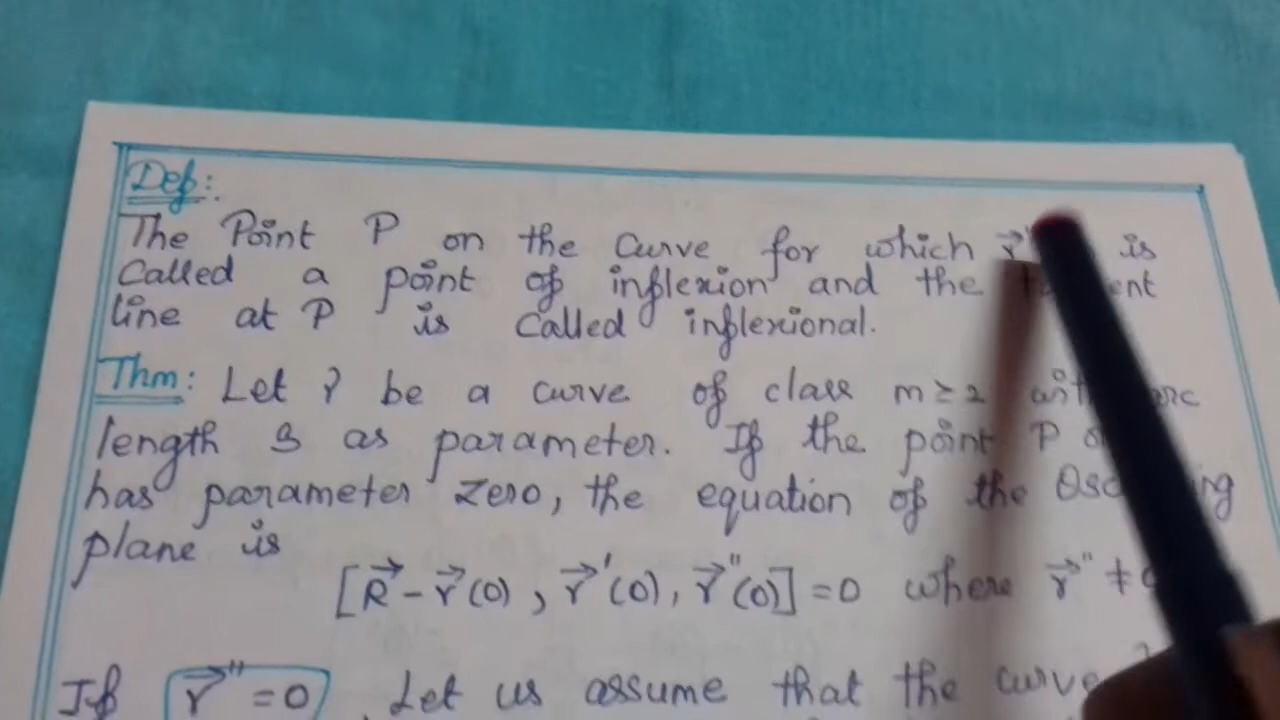 Def:
The Point P on the curve for which is
called a point of inflexion and the
line at P is called inflexional.
Thm: Let γ be a curve of class m ≥ 2
length s as parameter. If the point P
has parameter zero, the equation of the
plane is
[R⃗ - r⃗(0), r⃗'(0), r⃗''(0)] = 0 where r⃗'' ≠
If r⃗'' = 0, Let us assume that the curve